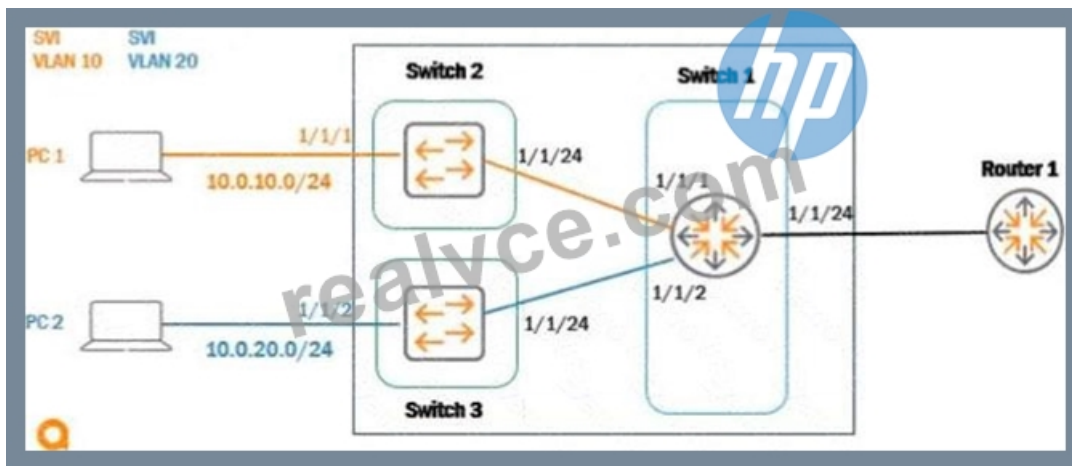 SVI SVI
VLAN 10 VLAN 20
Switch 2
Switch 1
hp
PC 1
1/1/1
10.0.10.0/24
1/1/24
1/1/1
1/1/24
Router 1
realvce.com
PC 2
1/1/2
10.0.20.0/24
1/1/24
1/1/2
Switch 3